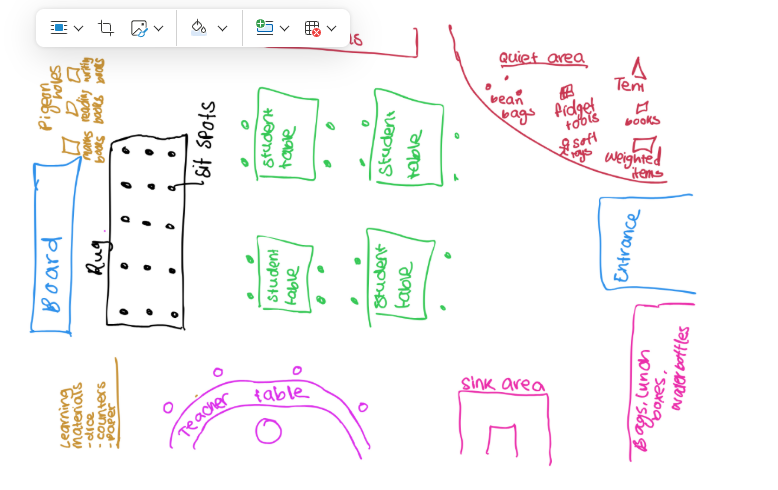 Quiet area
bean
bags
fidget
tools
soft
toys
Tent
books
weighted
items
Pigeon
holes
writing
books
reading
books
maths
books
Sit spots
Rug
Board
Student
table
Student
table
Student
table
Student
table
Entrance
Learning
materials
- dice
- counters
- paper
Teacher table
Sink area
Bags, lunch
boxes,
water bottles